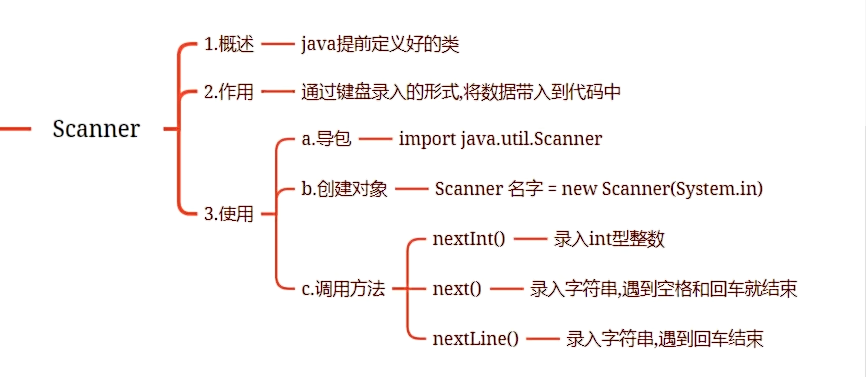 Scanner
1.概述
java提前定义好的类
2.作用
通过键盘录入的形式,将数据带入到代码中
3.使用
a.导包
import java.util.Scanner
b.创建对象
Scanner 名字 = new Scanner(System.in)
c.调用方法
nextInt()
录入int型整数
next()
录入字符串,遇到空格和回车就结束
nextLine()
录入字符串,遇到回车结束